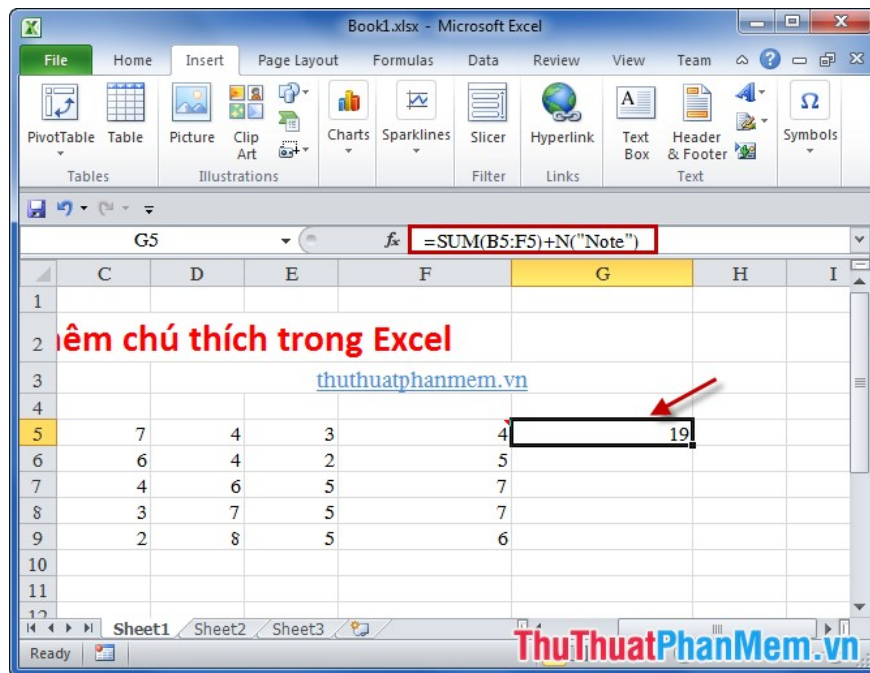 Book1.xlsx - Microsoft Excel
File Home Insert Page Layout Formulas Data Review View Team
PivotTable Table Picture Clip Art Charts Sparklines Slicer Hyperlink Text Box Header & Footer Symbols
Tables Illustrations Filter Links Text
G5 fx =SUM(B5:F5)+N("Note")
C D E F G H I
1
2 hêm chú thích trong Excel
3 thuthuatphanmem.vn
4
5 7 4 3 4 19
6 6 4 2 5
7 4 6 5 7
8 3 7 5 7
9 2 8 5 6
10
11
12
Sheet1 Sheet2 Sheet3
Ready
ThuThuatPhanMem.vn